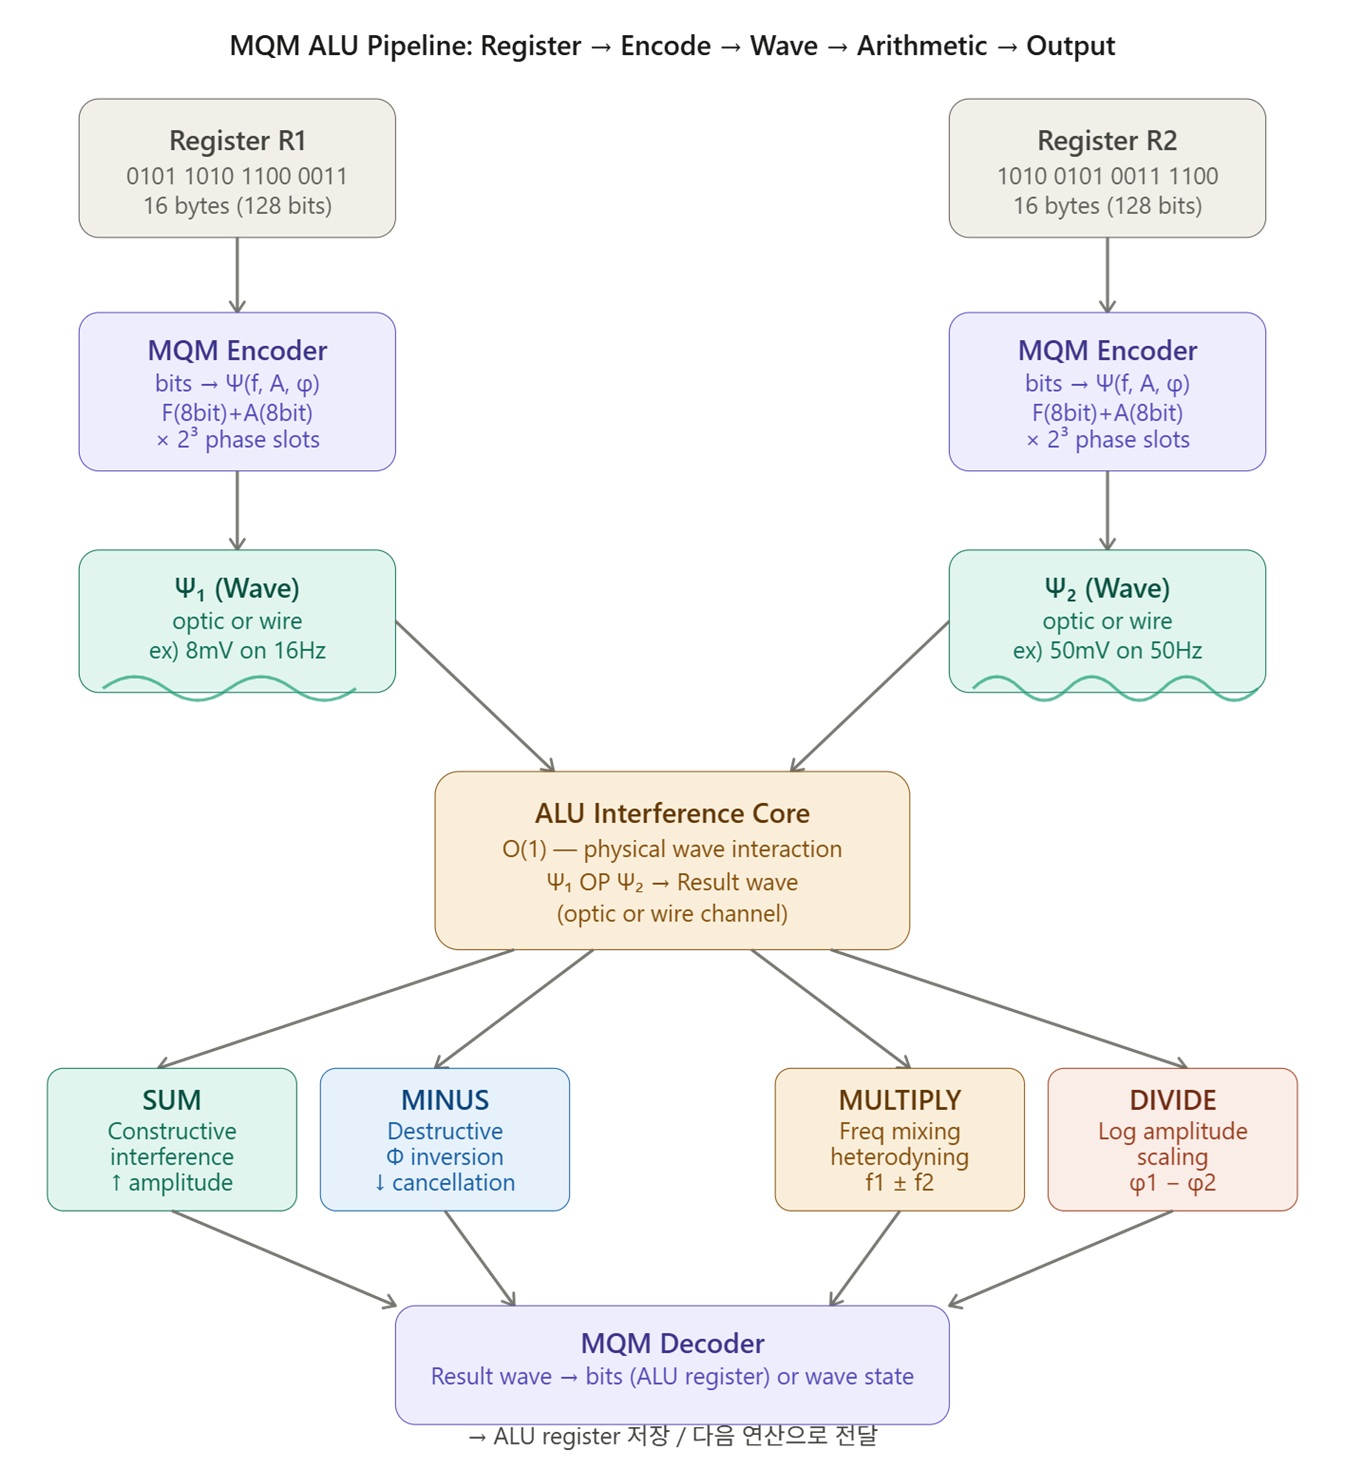 MQM ALU Pipeline: Register → Encode → Wave → Arithmetic → Output
Register R1
0101 1010 1100 0011
16 bytes (128 bits)
Register R2
1010 0101 0011 1100
16 bytes (128 bits)
MQM Encoder
bits → Ψ(f, A, φ)
F(8bit)+A(8bit)
× 2³ phase slots
MQM Encoder
bits → Ψ(f, A, φ)
F(8bit)+A(8bit)
× 2³ phase slots
Ψ₁ (Wave)
optic or wire
ex) 8mV on 16Hz
Ψ₂ (Wave)
optic or wire
ex) 50mV on 50Hz
ALU Interference Core
O(1) — physical wave interaction
Ψ₁ OP Ψ₂ → Result wave
(optic or wire channel)
SUM
Constructive
interference
↑ amplitude
MINUS
Destructive
Φ inversion
↓ cancellation
MULTIPLY
Freq mixing
heterodyning
f1 ± f2
DIVIDE
Log amplitude
scaling
φ1 − φ2
MQM Decoder
Result wave → bits (ALU register) or wave state
→ ALU register 저장 / 다음 연산으로 전달